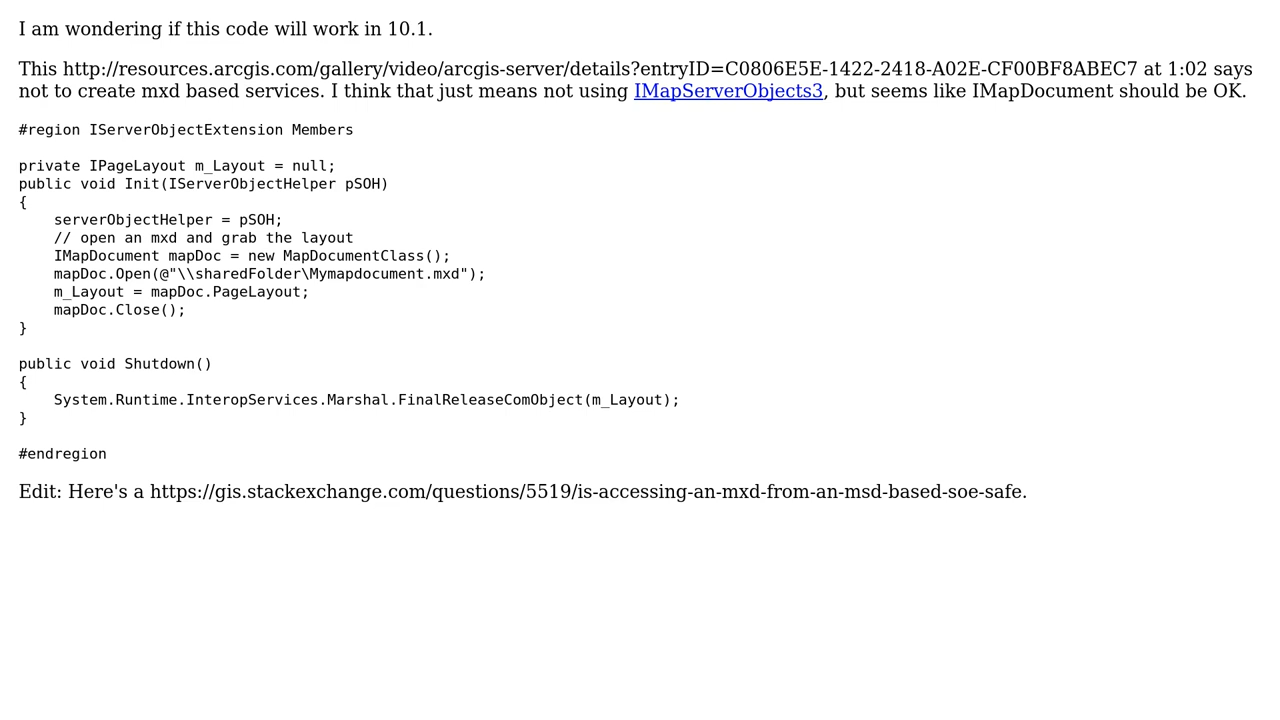 I am wondering if this code will work in 10.1.
This http://resources.arcgis.com/gallery/video/arcgis-server/details?entryID=C0806E5E-1422-2418-A02E-CF00BF8ABEC7 at 1:02 says
not to create mxd based services. I think that just means not using IMapServerObjects3, but seems like IMapDocument should be OK.
#region IServerObjectExtension Members
private IPageLayout m_Layout = null;
public void Init(IServerObjectHelper pSOH)
{
    serverObjectHelper = pSOH;
    // open an mxd and grab the layout
    IMapDocument mapDoc = new MapDocumentClass();
    mapDoc.Open(@"\\sharedFolder\Mymapdocument.mxd");
    m_Layout = mapDoc.PageLayout;
    mapDoc.Close();
}
public void Shutdown()
{
    System.Runtime.InteropServices.Marshal.FinalReleaseComObject(m_Layout);
}
#endregion
Edit: Here's a https://gis.stackexchange.com/questions/5519/is-accessing-an-mxd-from-an-msd-based-soe-safe.